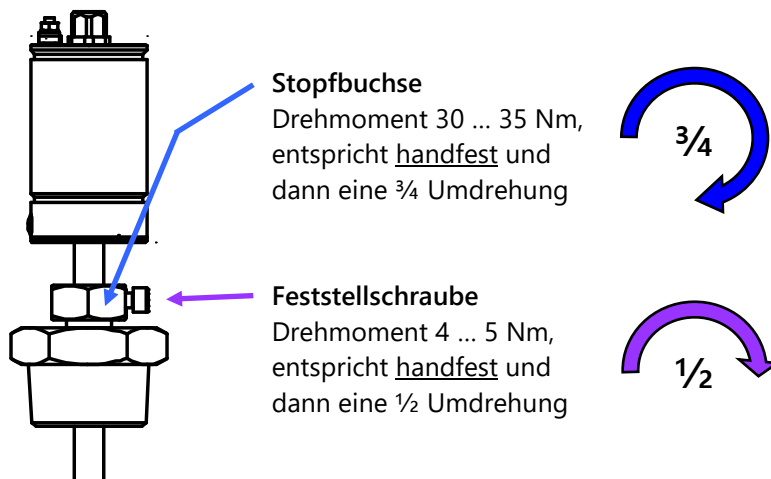 Stopfbuchse
Drehmoment 30 ... 35 Nm,
entspricht handfest und
dann eine ¾ Umdrehung
¾
Feststellschraube
Drehmoment 4 ... 5 Nm,
entspricht handfest und
dann eine ½ Umdrehung
½